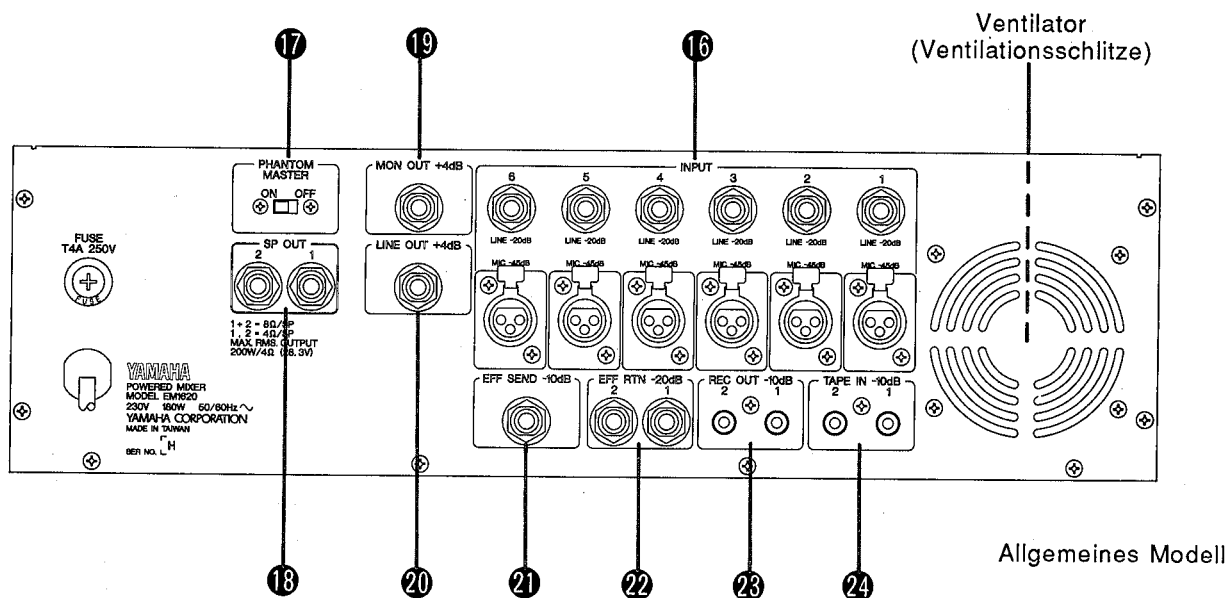 Ventilator
(Ventilationsschlitze)
17
19
16
PHANTOM
MASTER
ON OFF
MON OUT +4dB
INPUT
6 5 4 3 2 1
LINE -20dB LINE -20dB LINE -20dB LINE -20dB LINE -20dB LINE -20dB
FUSE
T4A 250V
FUSE
SP OUT
2 1
LINE OUT +4dB
MIC -45dB MIC -45dB MIC -45dB MIC -45dB MIC -45dB MIC -45dB
1 + 2 = 8Ω/SP
1, 2 = 4Ω/SP
MAX. RMS. OUTPUT
200W/4Ω (28.3V)
YAMAHA
POWERED MIXER
MODEL EM1620
230V 180W 50/60Hz ~
YAMAHA CORPORATION
MADE IN TAIWAN
SER NO. H
EFF SEND -10dB
EFF RTN -20dB
2 1
REC OUT -10dB
2 1
TAPE IN -10dB
2 1
Allgemeines Modell
18
20
21
22
23
24